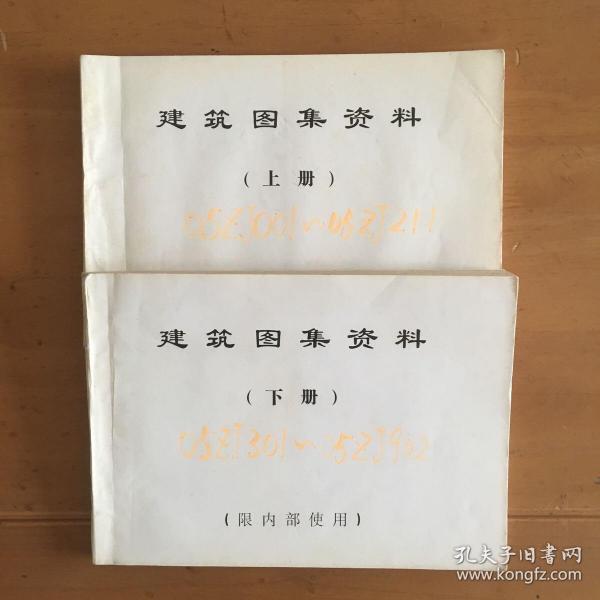 建筑图集资料
(上册)
05ZJ001~05ZJ211
建筑图集资料
(下册)
05ZJ301~05ZJ902
(限内部使用)
孔夫子旧书网
www.kongfz.com